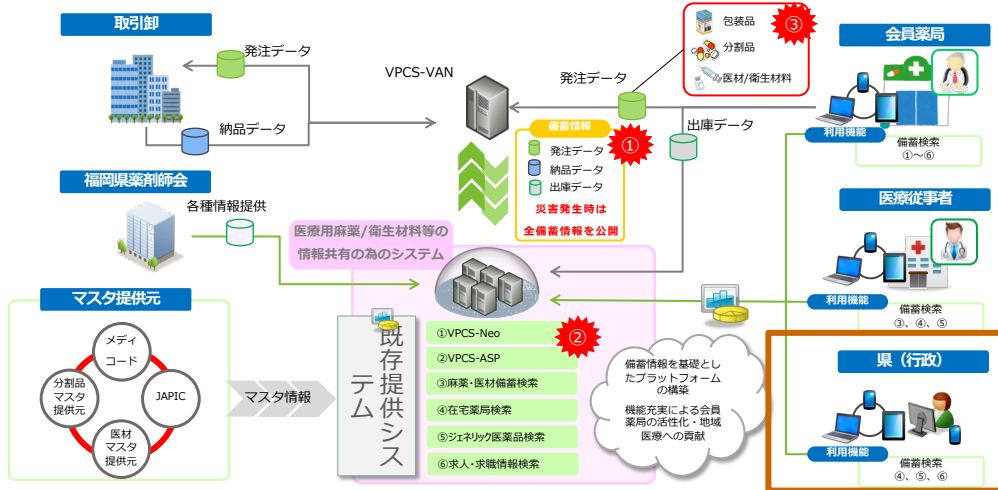 取引卸
発注データ
納品データ
VPCS-VAN
発注データ
包装品
分割品
医材/衛生材料
③
会員薬局
利用機能
備蓄検索
①～⑥
備蓄情報
発注データ
納品データ
出庫データ
災害発生時は
全備蓄情報を公開
①
出庫データ
福岡県薬剤師会
各種情報提供
医療用麻薬/衛生材料等の
情報共有の為のシステム
医療従事者
利用機能
備蓄検索
③、④、⑤
マスタ提供元
メディ
コード
分割品
マスタ
提供元
JAPIC
医材
マスタ
提供元
マスタ情報
既存提供シス
テム
①VPCS-Neo
②VPCS-ASP
③麻薬・医材備蓄検索
④在宅薬局検索
⑤ジェネリック医薬品検索
⑥求人・求職情報検索
②
備蓄情報を基礎とし
たプラットフォーム
の構築
機能充実による会員
薬局の活性化・地域
医療への貢献
県（行政）
利用機能
備蓄検索
④、⑤、⑥